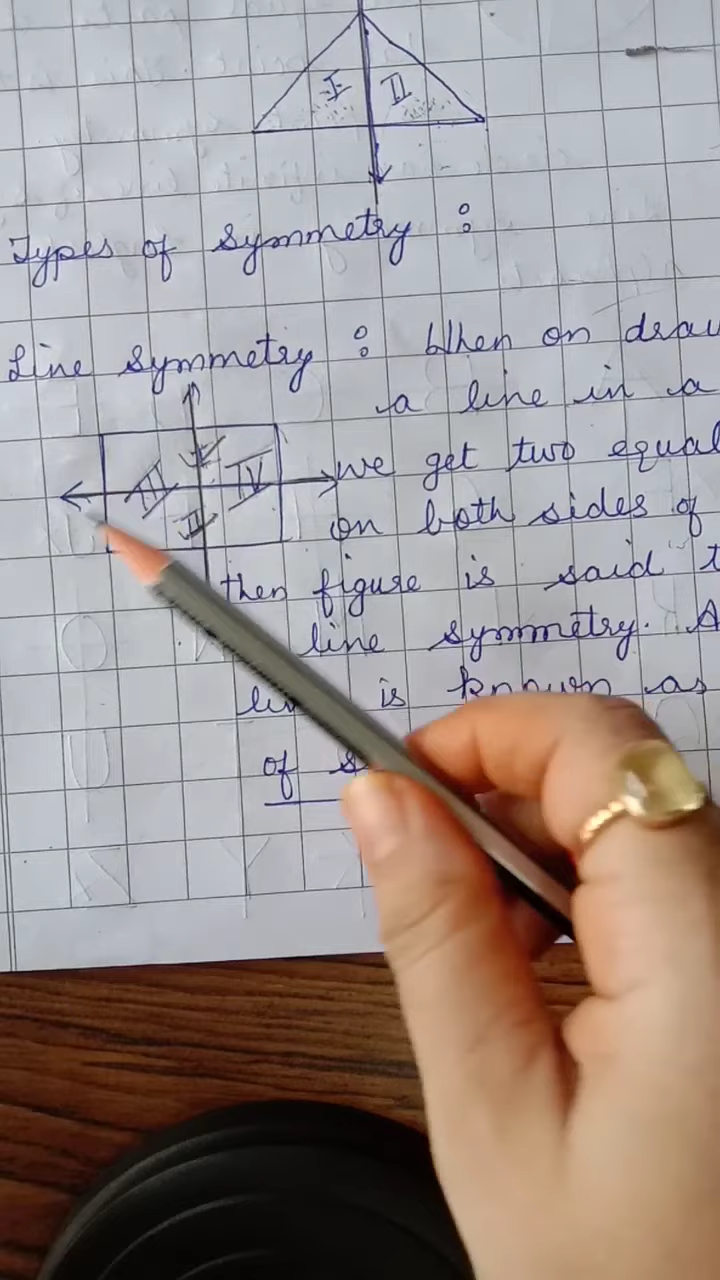 I II
Types of Symmetry :
Line Symmetry : When on draw
a line in a
we get two equal
III IV
on both sides of
II
then figure is said t
line symmetry. A
is known as
of s